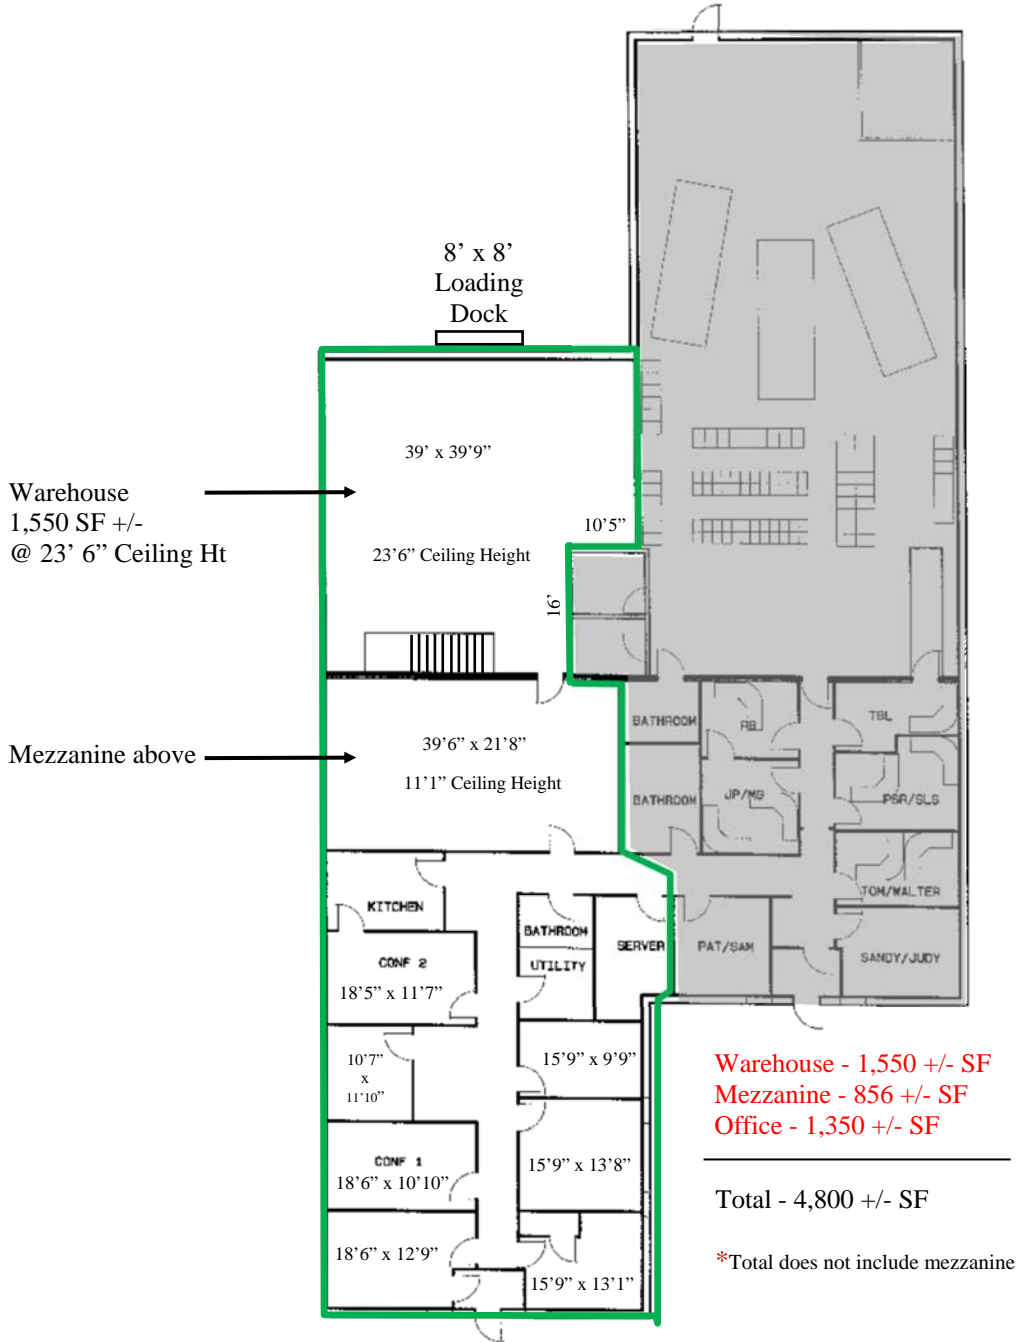 8’ x 8’
Loading
Dock
39’ x 39’9”
Warehouse
1,550 SF +/-
@ 23’ 6” Ceiling Ht
10’5”
23’6” Ceiling Height
16’
Mezzanine above
39’6” x 21’8”
11’1” Ceiling Height
BATHROOM
RB
TBL
BATHROOM
JP/MG
PSR/SLS
TOM/WALTER
KITCHEN
BATHROOM
SERVER
PAT/SAM
SANDY/JUDY
CONF 2
UTILITY
18’5” x 11’7”
10’7”
x
11’10”
15’9” x 9’9”
CONF 1
18’6” x 10’10”
15’9” x 13’8”
18’6” x 12’9”
15’9” x 13’1”
Warehouse - 1,550 +/- SF
Mezzanine - 856 +/- SF
Office - 1,350 +/- SF
Total - 4,800 +/- SF
*Total does not include mezzanine